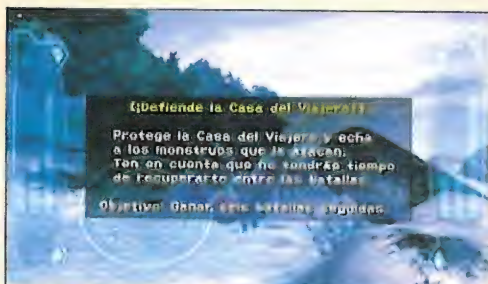 ¡¡Defiende la Casa del Viajero!!
Protege la Casa del Viajero y echa
a los monstruos que la atacan.
Ten en cuenta que no tendrás tiempo
de recuperarte entre las batallas.
Objetivo: Ganar seis batallas seguidas